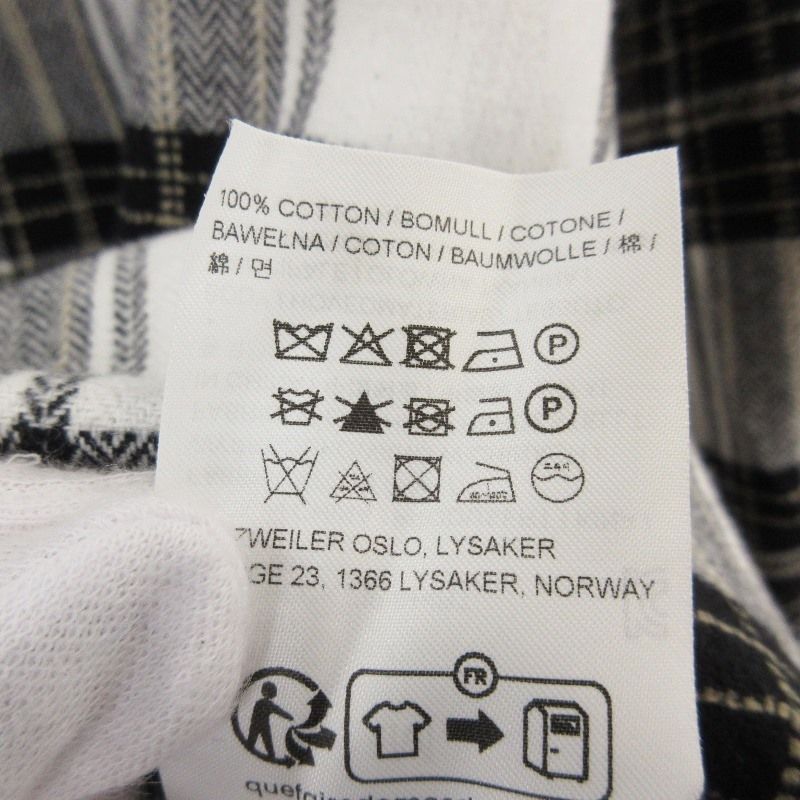 100% COTTON / BOMULL / COTONE /
BAWEŁNA / COTON / BAUMWOLLE / 棉 /
綿 / 면
P
P
ZWEILER OSLO, LYSAKER
GE 23, 1366 LYSAKER, NORWAY
FR